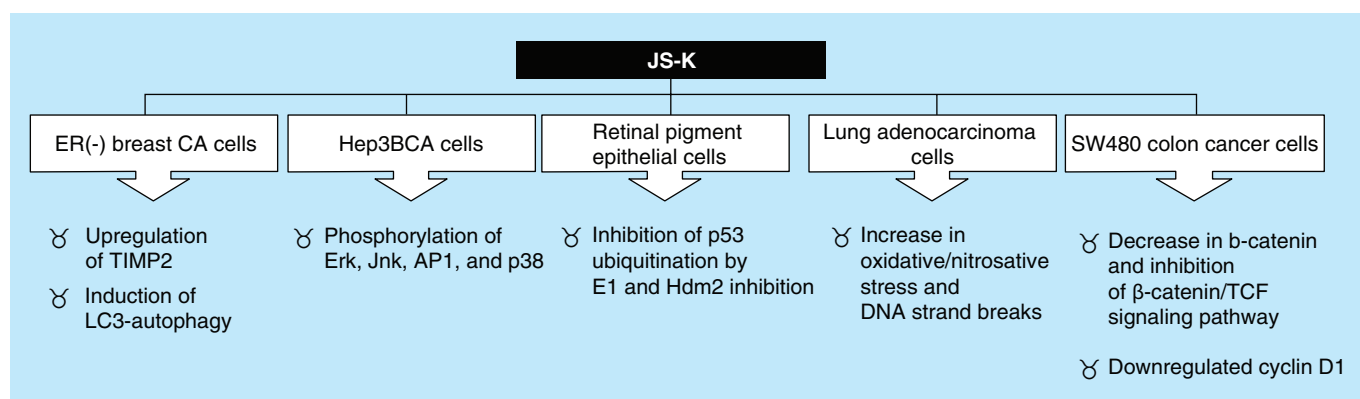 JS-K
ER(-) breast CA cells
Hep3BCA cells
Retinal pigment
epithelial cells
Lung adenocarcinoma
cells
SW480 colon cancer cells
♉ Upregulation
of TIMP2
♉ Induction of
LC3-autophagy
♉ Phosphorylation of
Erk, Jnk, AP1, and p38
♉ Inhibition of p53
ubiquitination by
E1 and Hdm2 inhibition
♉ Increase in
oxidative/nitrosative
stress and
DNA strand breaks
♉ Decrease in b-catenin
and inhibition
of β-catenin/TCF
signaling pathway
♉ Downregulated cyclin D1